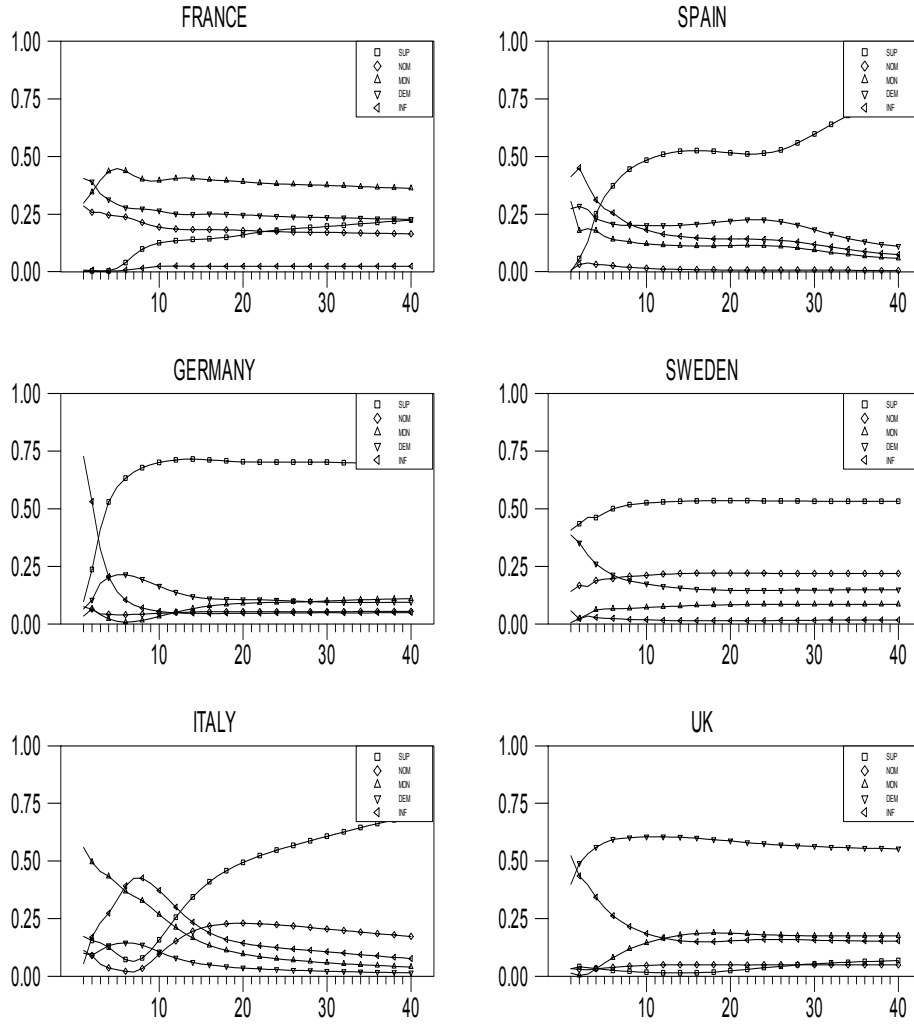 FRANCE
1.00
0.75
0.50
0.25
0.00
10
20
30
40
SUP
NOM
MON
DEM
INF
SPAIN
1.00
0.75
0.50
0.25
0.00
10
20
30
40
SUP
NOM
MON
DEM
INF
GERMANY
1.00
0.75
0.50
0.25
0.00
10
20
30
40
SUP
NOM
MON
DEM
INF
SWEDEN
1.00
0.75
0.50
0.25
0.00
10
20
30
40
SUP
NOM
MON
DEM
INF
ITALY
1.00
0.75
0.50
0.25
0.00
10
20
30
40
SUP
NOM
MON
DEM
INF
UK
1.00
0.75
0.50
0.25
0.00
10
20
30
40
SUP
NOM
MON
DEM
INF